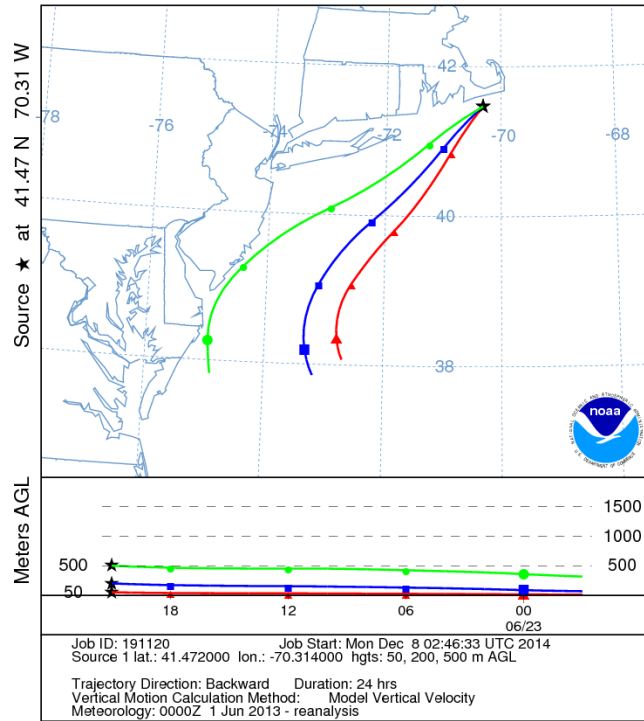 Source ★ at 41.47 N 70.31 W
42
-78
-76
-74
-72
-70
-68
40
38
noaa
NATIONAL OCEANIC AND ATMOSPHERIC ADMINISTRATION
U.S. DEPARTMENT OF COMMERCE
Meters AGL
1500
1000
500
500
50
18
12
06
00
06/23
Job ID: 191120 Job Start: Mon Dec 8 02:46:33 UTC 2014
Source 1 lat.: 41.472000 lon.: -70.314000 hgts: 50, 200, 500 m AGL
Trajectory Direction: Backward Duration: 24 hrs
Vertical Motion Calculation Method: Model Vertical Velocity
Meteorology: 0000Z 1 Jun 2013 - reanalysis